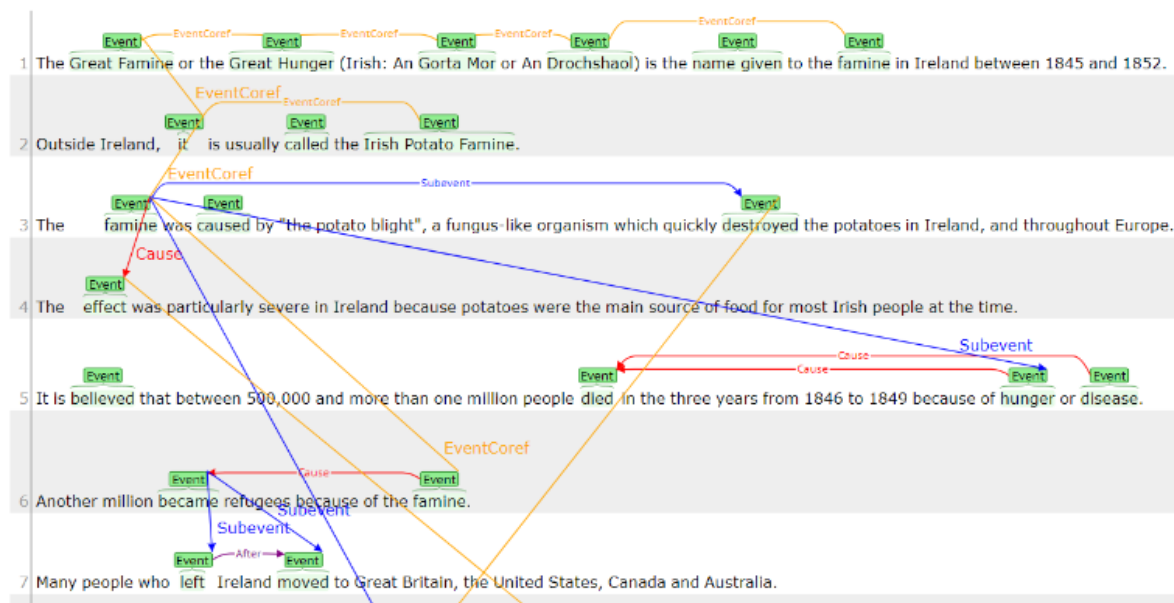 Event EventCoref Event EventCoref Event EventCoref Event EventCoref Event Event
1 The Great Famine or the Great Hunger (Irish: An Gorta Mor or An Drochshaol) is the name given to the famine in Ireland between 1845 and 1852.
EventCoref
Event EventCoref Event Event
2 Outside Ireland, it is usually called the Irish Potato Famine.
EventCoref
Event Event Subevent Event
3 The famine was caused by "the potato blight", a fungus-like organism which quickly destroyed the potatoes in Ireland, and throughout Europe.
Cause
Event
4 The effect was particularly severe in Ireland because potatoes were the main source of food for most Irish people at the time.
Subevent
Cause
Event Event Cause Event Event
5 It is believed that between 500,000 and more than one million people died in the three years from 1846 to 1849 because of hunger or disease.
EventCoref
Event Cause Event
6 Another million became refugees because of the famine.
Subevent
Subevent
Event After Event
7 Many people who left Ireland moved to Great Britain, the United States, Canada and Australia.